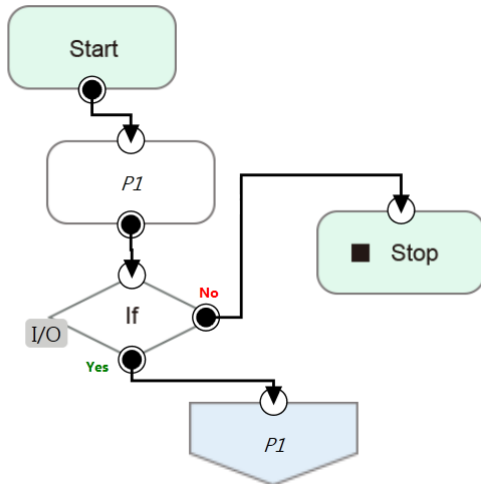 Start
P1
■ Stop
No
If
I/O
Yes
P1